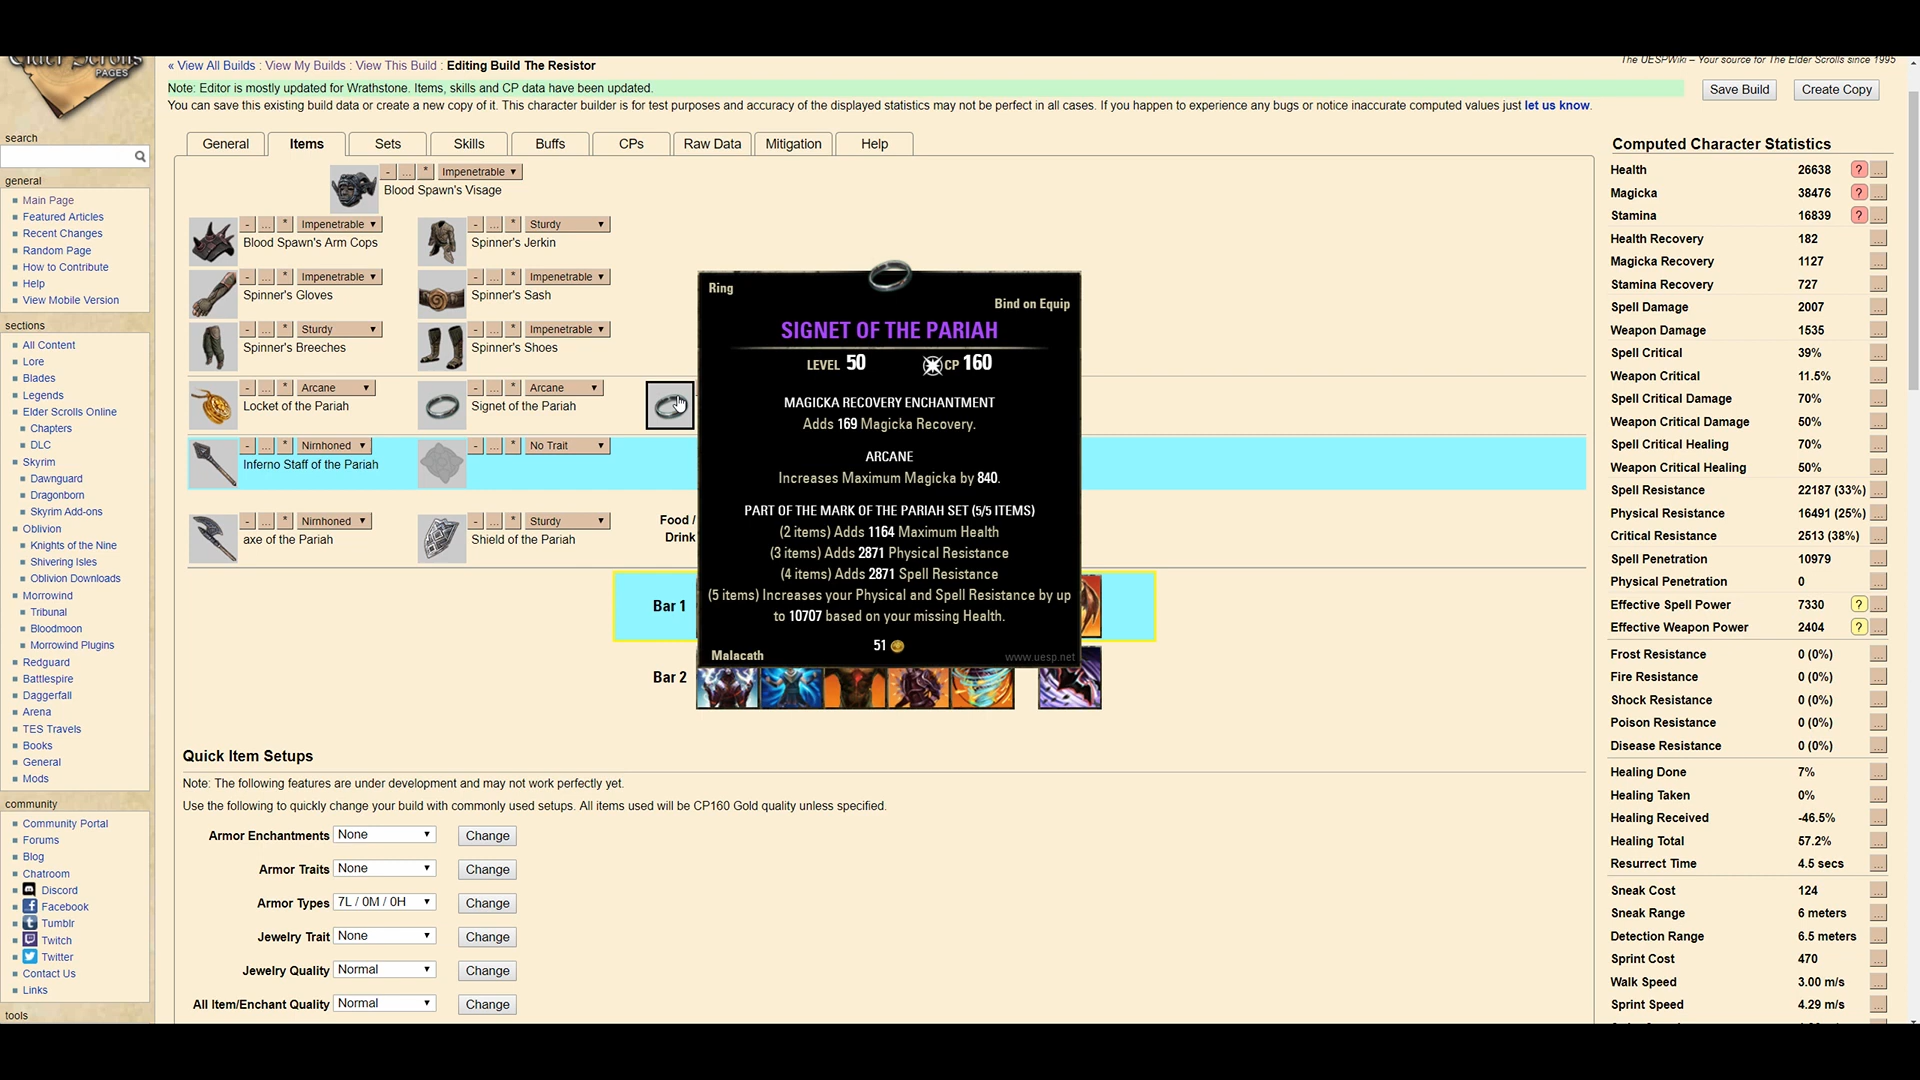 Elder Scrolls
PAGES
The UESPWiki – Your source for The Elder Scrolls since 1995
« View All Builds : View My Builds : View This Build : Editing Build The Resistor
Note: Editor is mostly updated for Wrathstone. Items, skills and CP data have been updated.
You can save this existing build data or create a new copy of it. This character builder is for test purposes and accuracy of the displayed statistics may not be perfect in all cases. If you happen to experience any bugs or notice inaccurate computed values just let us know.
Save Build
Create Copy
search
general
Main Page
Featured Articles
Recent Changes
Random Page
How to Contribute
Help
View Mobile Version
sections
All Content
Lore
Blades
Legends
Elder Scrolls Online
Chapters
DLC
Skyrim
Dawnguard
Dragonborn
Skyrim Add-ons
Oblivion
Knights of the Nine
Shivering Isles
Oblivion Downloads
Morrowind
Tribunal
Bloodmoon
Morrowind Plugins
Redguard
Battlespire
Daggerfall
Arena
TES Travels
Books
General
Mods
community
Community Portal
Forums
Blog
Chatroom
Discord
Facebook
Tumblr
Twitch
Twitter
Contact Us
Links
tools
General
Items
Sets
Skills
Buffs
CPs
Raw Data
Mitigation
Help
- ... * Impenetrable
Blood Spawn's Visage
- ... * Impenetrable
Blood Spawn's Arm Cops
- ... * Sturdy
Spinner's Jerkin
- ... * Impenetrable
Spinner's Gloves
- ... * Impenetrable
Spinner's Sash
- ... * Sturdy
Spinner's Breeches
- ... * Impenetrable
Spinner's Shoes
- ... * Arcane
Locket of the Pariah
- ... * Arcane
Signet of the Pariah
- ... * Nirnhoned
Inferno Staff of the Pariah
- ... * No Trait
- ... * Nirnhoned
axe of the Pariah
- ... * Sturdy
Shield of the Pariah
Food /
Drink
Bar 1
Bar 2
Ring
Bind on Equip
SIGNET OF THE PARIAH
LEVEL 50 CP 160
MAGICKA RECOVERY ENCHANTMENT
Adds 169 Magicka Recovery.
ARCANE
Increases Maximum Magicka by 840.
PART OF THE MARK OF THE PARIAH SET (5/5 ITEMS)
(2 items) Adds 1164 Maximum Health
(3 items) Adds 2871 Physical Resistance
(4 items) Adds 2871 Spell Resistance
(5 items) Increases your Physical and Spell Resistance by up
to 10707 based on your missing Health.
51
Malacath
www.uesp.net
Quick Item Setups
Note: The following features are under development and may not work perfectly yet.
Use the following to quickly change your build with commonly used setups. All items used will be CP160 Gold quality unless specified.
Armor Enchantments None Change
Armor Traits None Change
Armor Types 7L / 0M / 0H Change
Jewelry Trait None Change
Jewelry Quality Normal Change
All Item/Enchant Quality Normal Change
Computed Character Statistics
Health 26638 ? ...
Magicka 38476 ? ...
Stamina 16839 ? ...
Health Recovery 182 ...
Magicka Recovery 1127 ...
Stamina Recovery 727 ...
Spell Damage 2007 ...
Weapon Damage 1535 ...
Spell Critical 39% ...
Weapon Critical 11.5% ...
Spell Critical Damage 70% ...
Weapon Critical Damage 50% ...
Spell Critical Healing 70% ...
Weapon Critical Healing 50% ...
Spell Resistance 22187 (33%) ...
Physical Resistance 16491 (25%) ...
Critical Resistance 2513 (38%) ...
Spell Penetration 10979 ...
Physical Penetration 0 ...
Effective Spell Power 7330 ? ...
Effective Weapon Power 2404 ? ...
Frost Resistance 0 (0%) ...
Fire Resistance 0 (0%) ...
Shock Resistance 0 (0%) ...
Poison Resistance 0 (0%) ...
Disease Resistance 0 (0%) ...
Healing Done 7% ...
Healing Taken 0% ...
Healing Received -46.5% ...
Healing Total 57.2% ...
Resurrect Time 4.5 secs ...
Sneak Cost 124 ...
Sneak Range 6 meters ...
Detection Range 6.5 meters ...
Sprint Cost 470 ...
Walk Speed 3.00 m/s ...
Sprint Speed 4.29 m/s ...